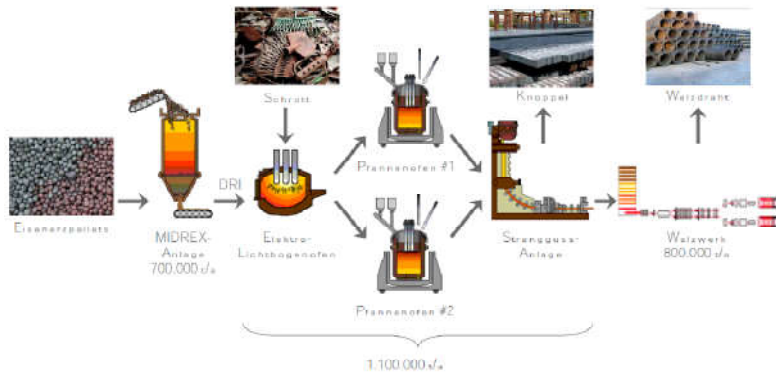 Schrott
Knüppel
Walzdraht
Eisenerzpellets
DRI
Pfannenofen #1
MIDREX-
Anlage
700.000 t/a
Elektro-
Lichtbogenofen
Strangguss-
Anlage
Walzwerk
800.000 t/a
Pfannenofen #2
1.100.000 t/a